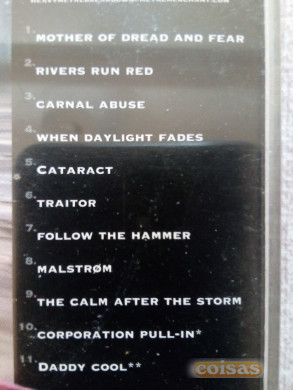 1. MOTHER OF DREAD AND FEAR
2. RIVERS RUN RED
3. CARNAL ABUSE
4. WHEN DAYLIGHT FADES
5. CATARACT
6. TRAITOR
7. FOLLOW THE HAMMER
8. MALSTRØM
9. THE CALM AFTER THE STORM
10. CORPORATION PULL-IN*
11. DADDY COOL**
coisas